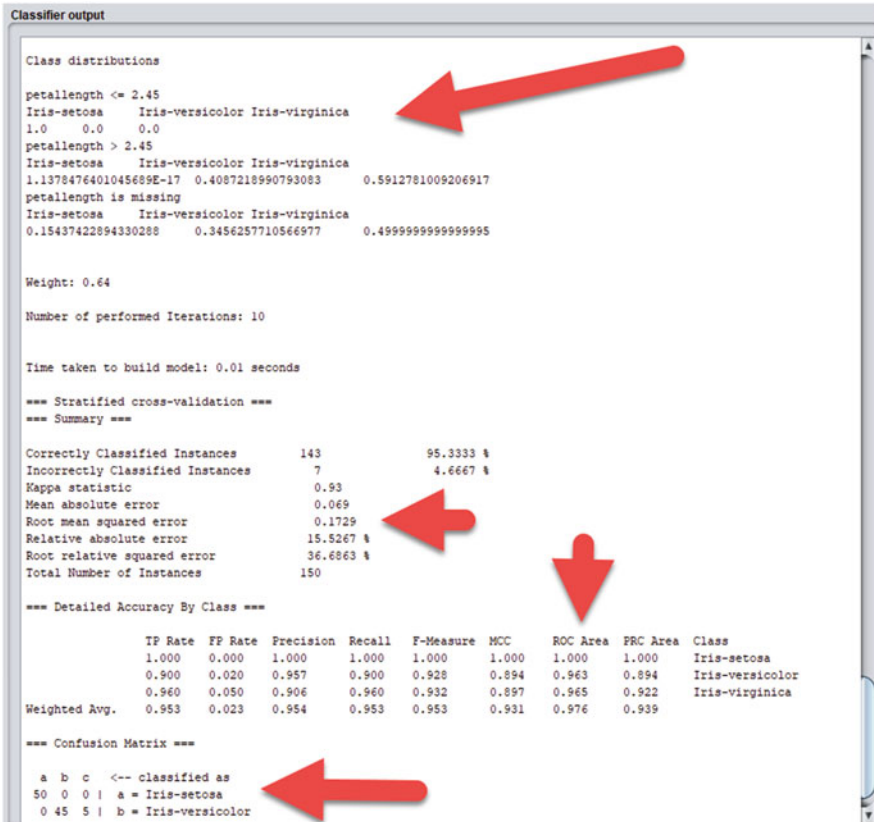 Classifier output
Class distributions
petallength <= 2.45
Iris-setosa Iris-versicolor Iris-virginica
1.0 0.0 0.0
petallength > 2.45
Iris-setosa Iris-versicolor Iris-virginica
1.1378476401045689E-17 0.4087218990793083 0.5912781009206917
petallength is missing
Iris-setosa Iris-versicolor Iris-virginica
0.15437422894330288 0.3456257710566977 0.4999999999999995
Weight: 0.64
Number of performed Iterations: 10
Time taken to build model: 0.01 seconds
=== Stratified cross-validation ===
=== Summary ===
Correctly Classified Instances 143 95.3333 %
Incorrectly Classified Instances 7 4.6667 %
Kappa statistic 0.93
Mean absolute error 0.069
Root mean squared error 0.1729
Relative absolute error 15.5267 %
Root relative squared error 36.6863 %
Total Number of Instances 150
=== Detailed Accuracy By Class ===
TP Rate FP Rate Precision Recall F-Measure MCC ROC Area PRC Area Class
1.000 0.000 1.000 1.000 1.000 1.000 1.000 1.000 Iris-setosa
0.900 0.020 0.957 0.900 0.928 0.894 0.963 0.894 Iris-versicolor
0.960 0.050 0.906 0.960 0.932 0.897 0.965 0.922 Iris-virginica
Weighted Avg. 0.953 0.023 0.954 0.953 0.953 0.931 0.976 0.939
=== Confusion Matrix ===
a b c <-- classified as
50 0 0 | a = Iris-setosa
0 45 5 | b = Iris-versicolor